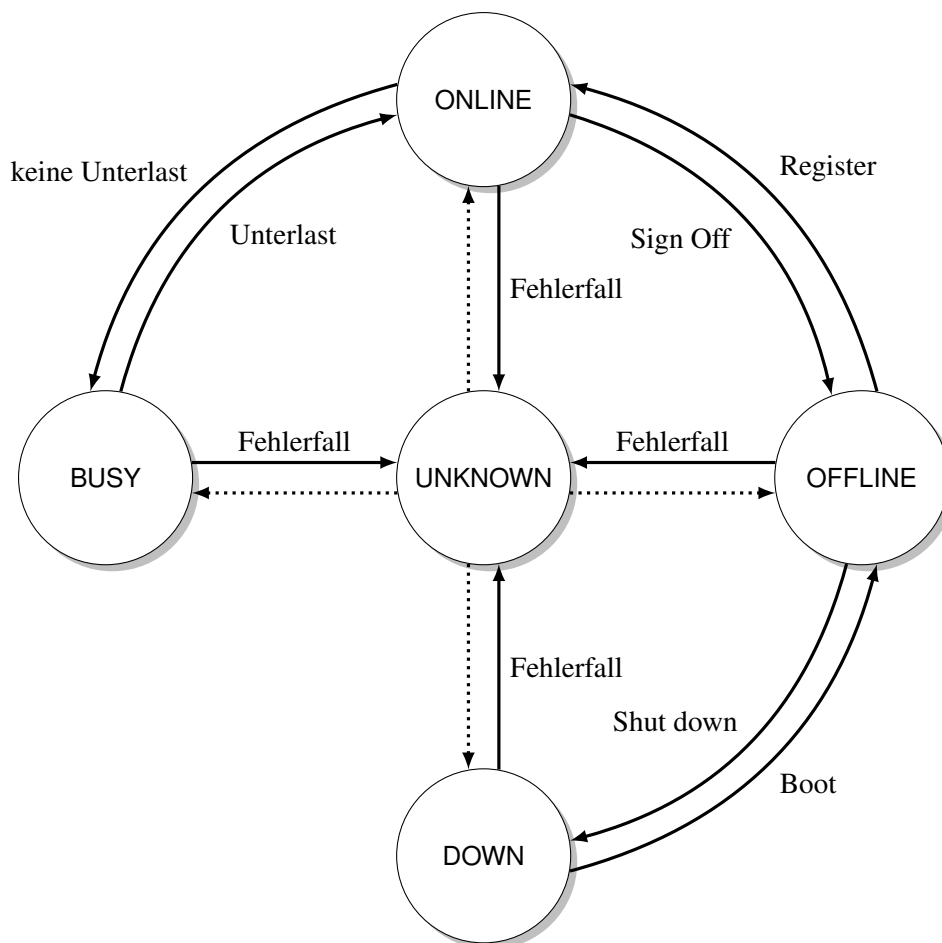 ONLINE
keine Unterlast
Register
Unterlast
Sign Off
Fehlerfall
Fehlerfall
Fehlerfall
BUSY
UNKNOWN
OFFLINE
Fehlerfall
Shut down
Boot
DOWN